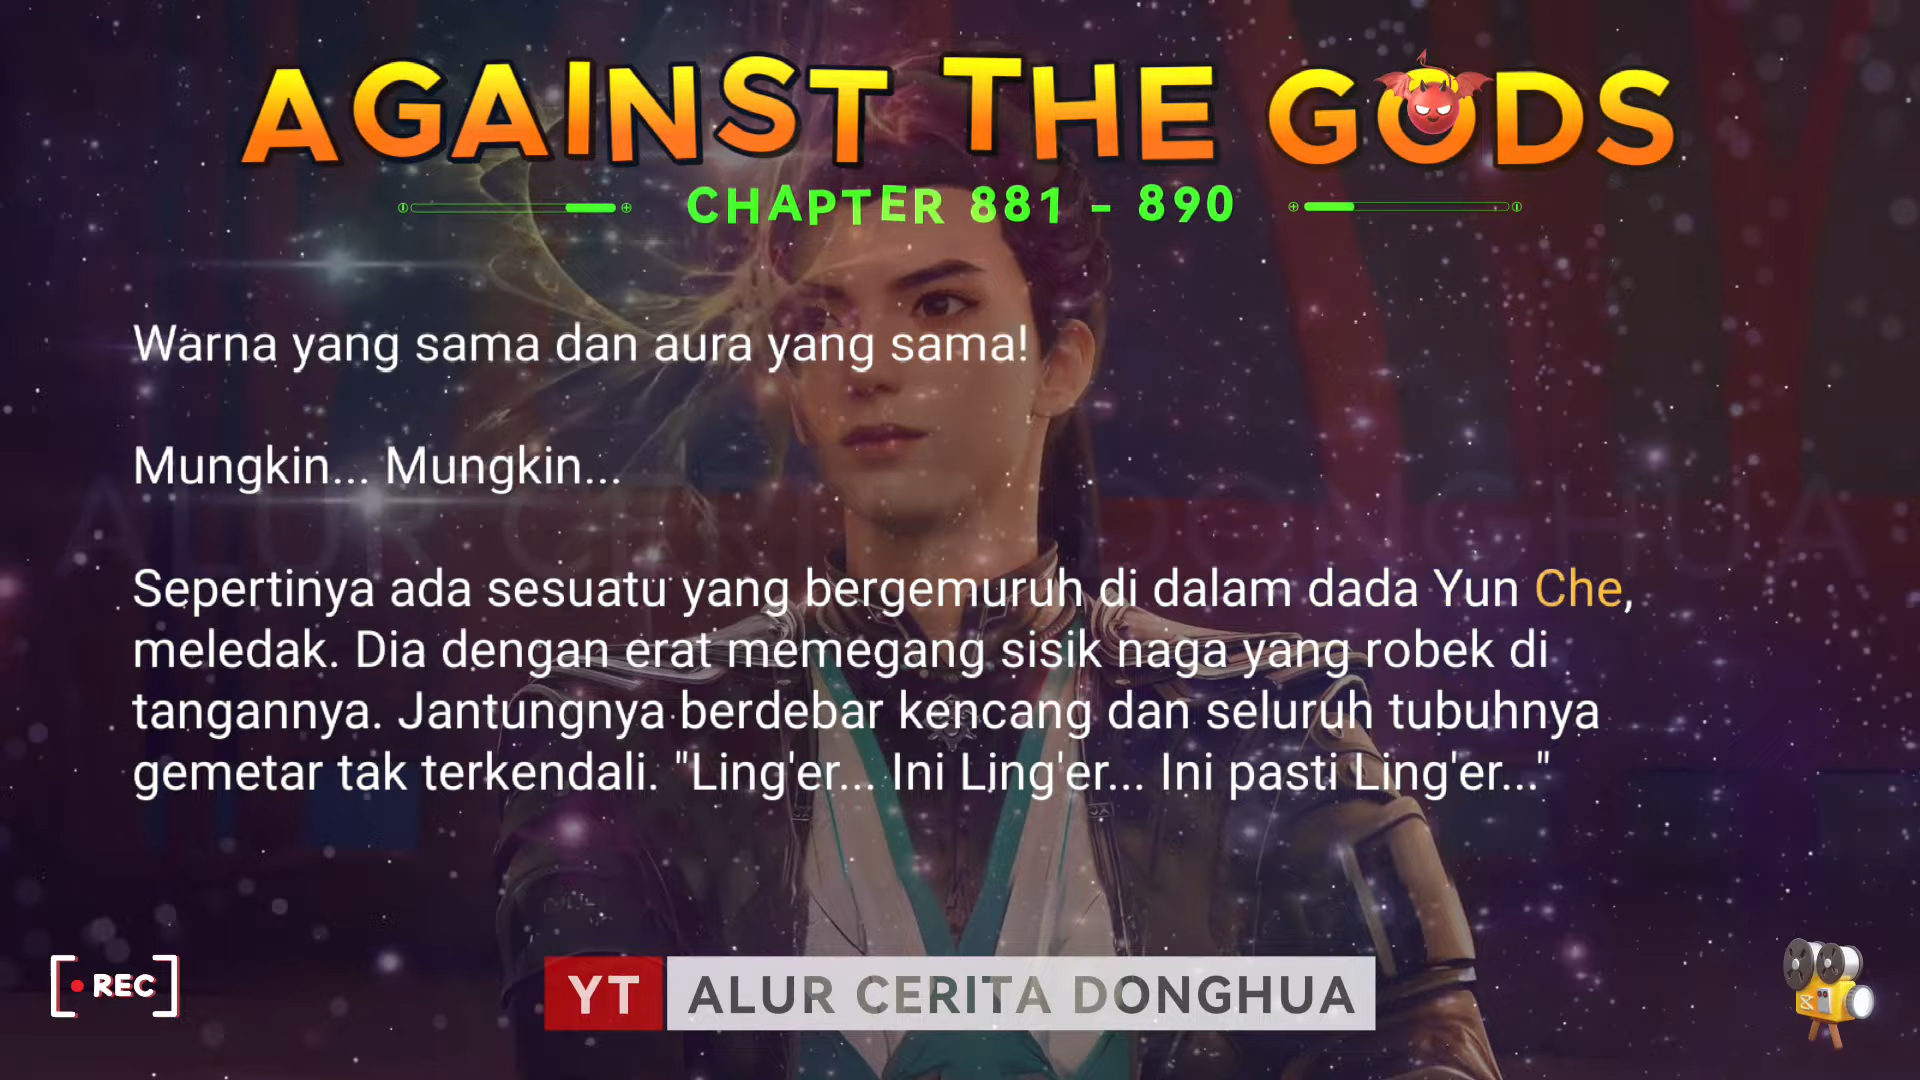 AGAINST THE GODS
CHAPTER 881 - 890
Warna yang sama dan aura yang sama!
Mungkin... Mungkin...
Sepertinya ada sesuatu yang bergemuruh di dalam dada Yun Che,
meledak. Dia dengan erat memegang sisik naga yang robek di
tangannya. Jantungnya berdebar kencang dan seluruh tubuhnya
gemetar tak terkendali. "Ling'er... Ini Ling'er... Ini pasti Ling'er..."
ALUR CERITA DONGHUA
REC
YT ALUR CERITA DONGHUA